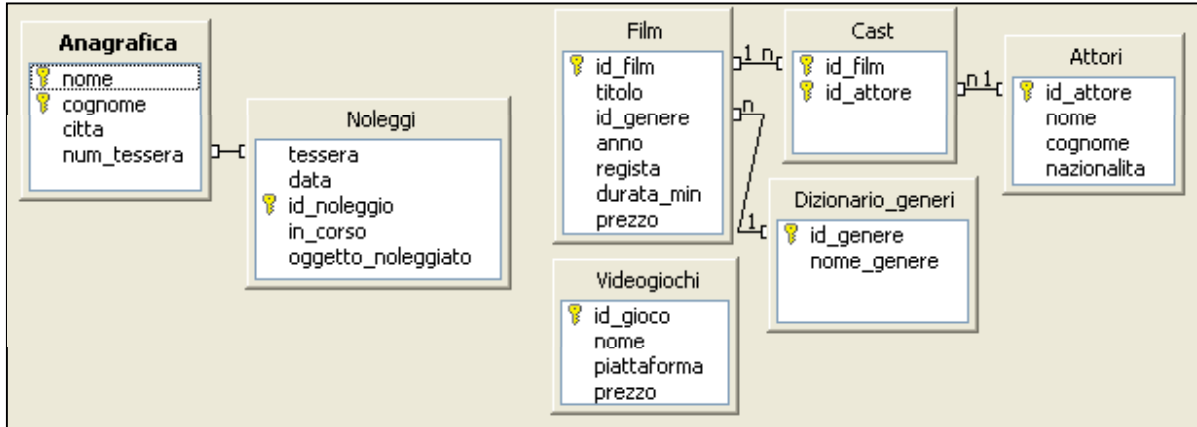 Anagrafica
nome
cognome
citta
num_tessera
Noleggi
tessera
data
id_noleggio
in_corso
oggetto_noleggiato
Film
id_film
titolo
id_genere
anno
regista
durata_min
prezzo
1 n
n
1
Cast
id_film
id_attore
n 1
Attori
id_attore
nome
cognome
nazionalita
Dizionario_generi
id_genere
nome_genere
Videogiochi
id_gioco
nome
piattaforma
prezzo